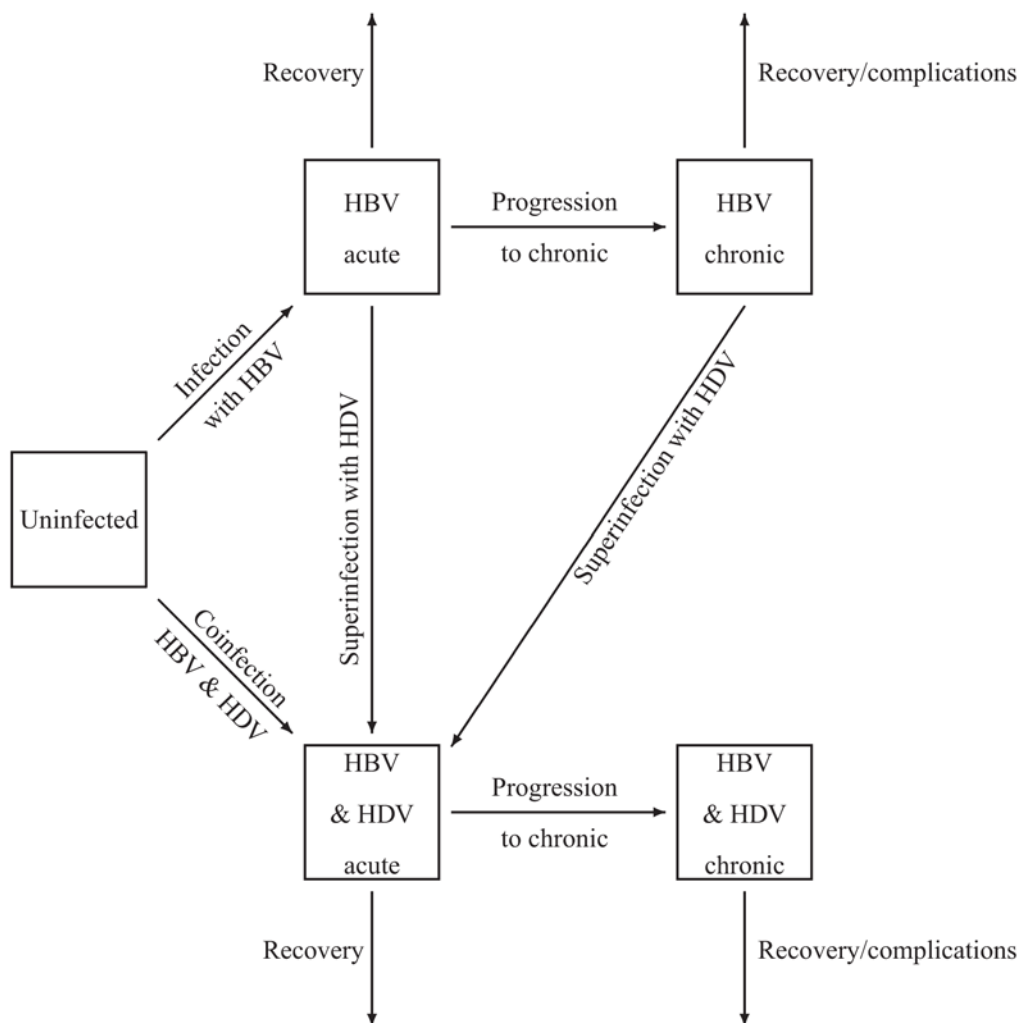 Recovery
Recovery/complications
HBV
acute
Progression
to chronic
HBV
chronic
Infection
with HBV
Superinfection with HDV
Superinfection with HDV
Uninfected
Coinfection
HBV & HDV
HBV
& HDV
acute
Progression
to chronic
HBV
& HDV
chronic
Recovery
Recovery/complications